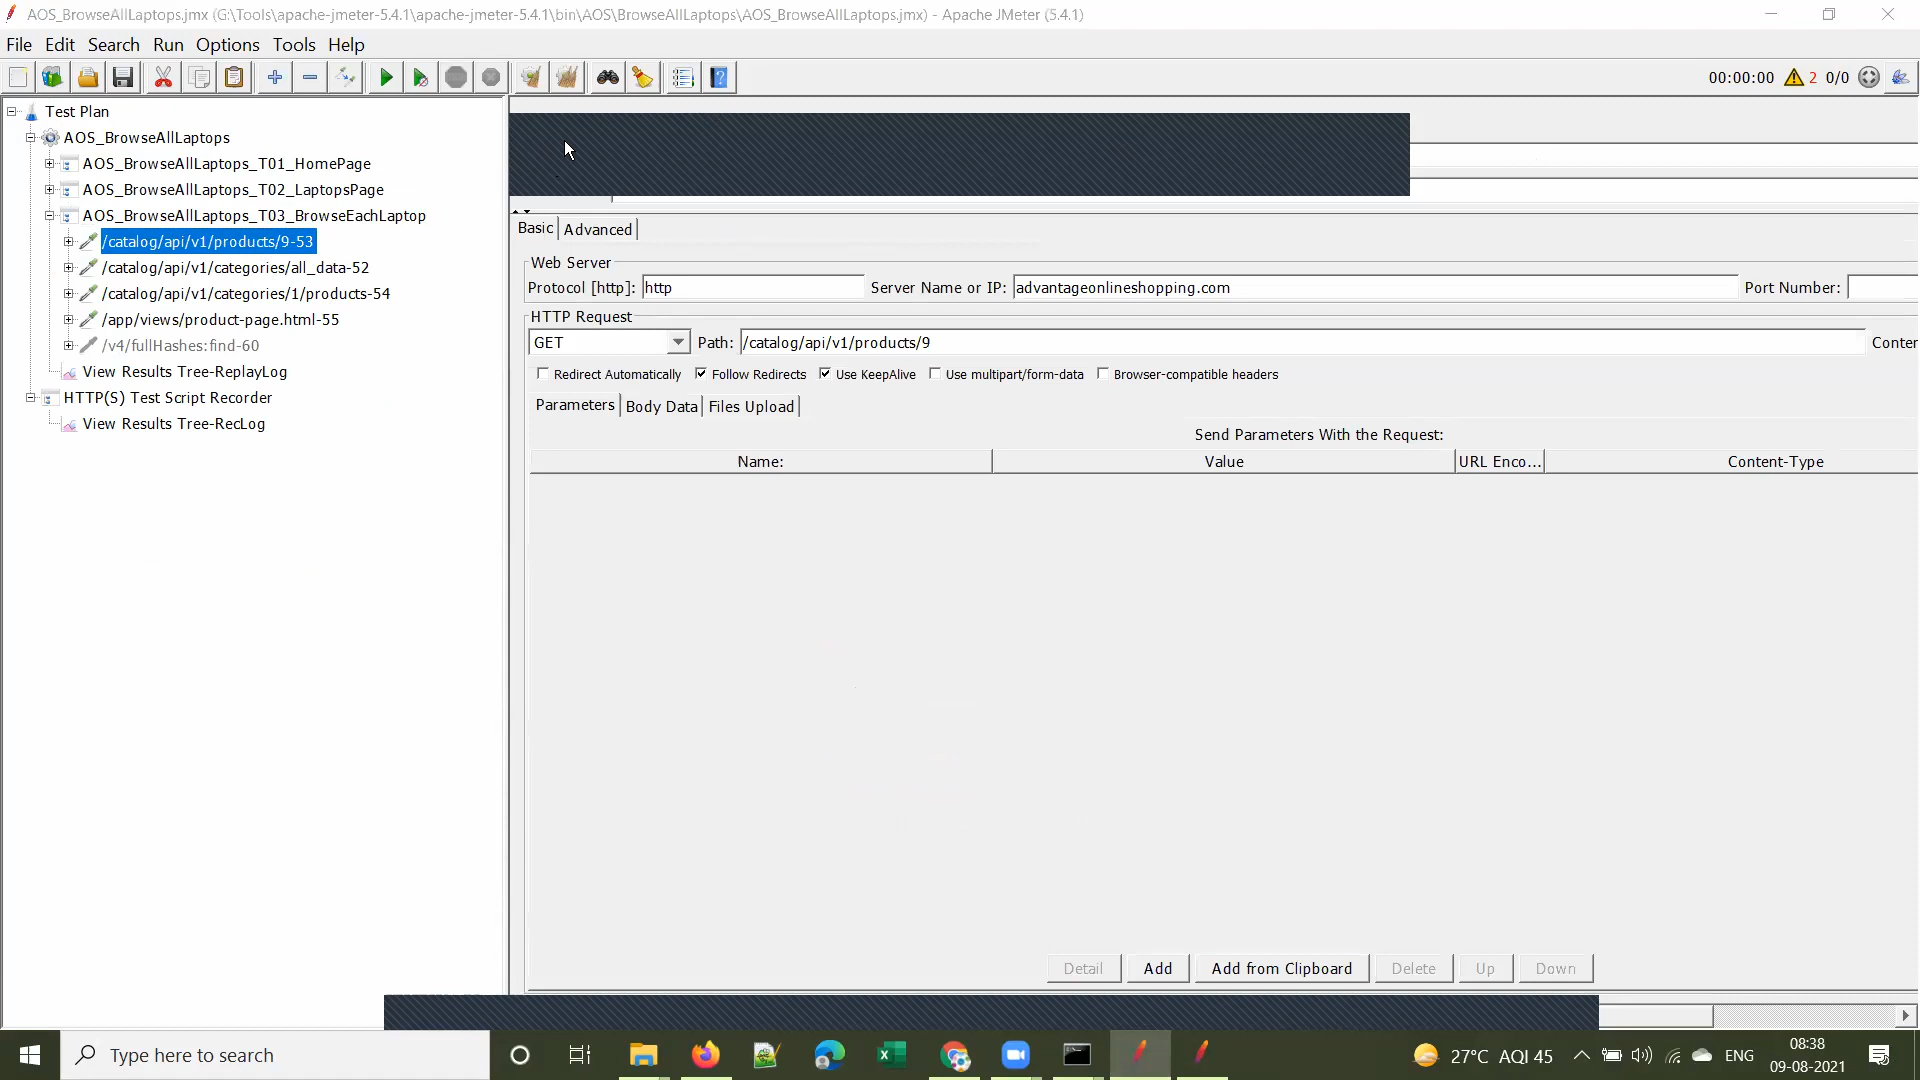 AOS_BrowseAllLaptops.jmx (G:\Tools\apache-jmeter-5.4.1\apache-jmeter-5.4.1\bin\AOS\BrowseAllLaptops\AOS_BrowseAllLaptops.jmx) - Apache JMeter (5.4.1)
File Edit Search Run Options Tools Help
00:00:00 2 0/0
Test Plan
AOS_BrowseAllLaptops
AOS_BrowseAllLaptops_T01_HomePage
AOS_BrowseAllLaptops_T02_LaptopsPage
AOS_BrowseAllLaptops_T03_BrowseEachLaptop
/catalog/api/v1/products/9-53
/catalog/api/v1/categories/all_data-52
/catalog/api/v1/categories/1/products-54
/app/views/product-page.html-55
/v4/fullHashes:find-60
View Results Tree-ReplayLog
HTTP(S) Test Script Recorder
View Results Tree-RecLog
Basic Advanced
Web Server
Protocol [http]: http Server Name or IP: advantageonlineshopping.com Port Number:
HTTP Request
GET Path: /catalog/api/v1/products/9 Conter
Redirect Automatically Follow Redirects Use KeepAlive Use multipart/form-data Browser-compatible headers
Parameters Body Data Files Upload
Send Parameters With the Request:
Name: Value URL Enco... Content-Type
Detail Add Add from Clipboard Delete Up Down
Type here to search
27°C AQI 45 ENG
08:38
09-08-2021